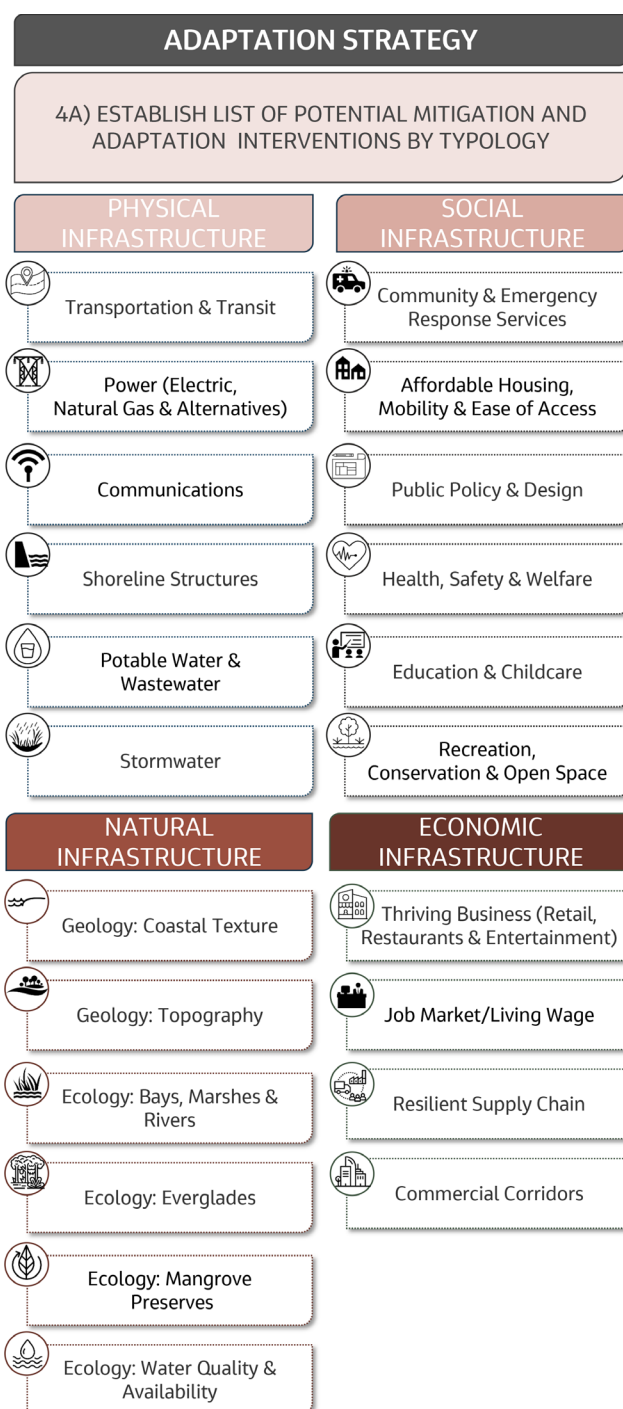 ADAPTATION STRATEGY
4A) ESTABLISH LIST OF POTENTIAL MITIGATION AND
ADAPTATION INTERVENTIONS BY TYPOLOGY
PHYSICAL
INFRASTRUCTURE
Transportation & Transit
Power (Electric,
Natural Gas & Alternatives)
Communications
Shoreline Structures
Potable Water &
Wastewater
Stormwater
SOCIAL
INFRASTRUCTURE
Community & Emergency
Response Services
Affordable Housing,
Mobility & Ease of Access
Public Policy & Design
Health, Safety & Welfare
Education & Childcare
Recreation,
Conservation & Open Space
NATURAL
INFRASTRUCTURE
Geology: Coastal Texture
Geology: Topography
Ecology: Bays, Marshes &
Rivers
Ecology: Everglades
Ecology: Mangrove
Preserves
Ecology: Water Quality &
Availability
ECONOMIC
INFRASTRUCTURE
Thriving Business (Retail,
Restaurants & Entertainment)
Job Market/Living Wage
Resilient Supply Chain
Commercial Corridors